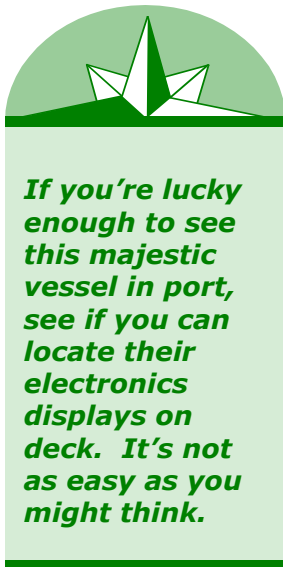 If you're lucky
enough to see
this majestic
vessel in port,
see if you can
locate their
electronics
displays on
deck.  It's not
as easy as you
might think.